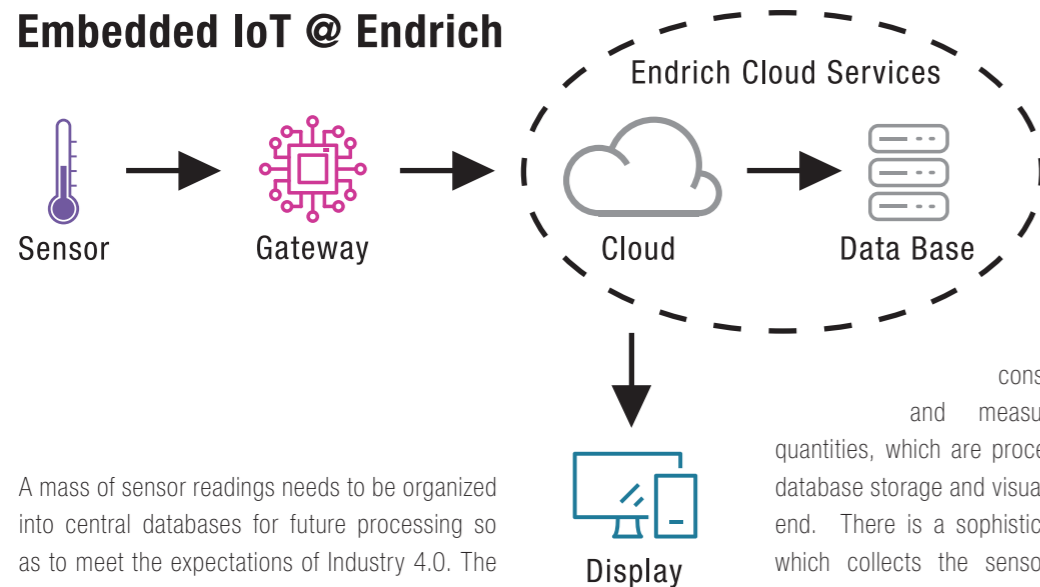 Embedded IoT @ Endrich
Endrich Cloud Services
Sensor
Gateway
Cloud
Data Base
Display
A mass of sensor readings needs to be organized
into central databases for future processing so
as to meet the expectations of Industry 4.0. The
and
quantities, which are
database storage and
end. There is a
which collects the